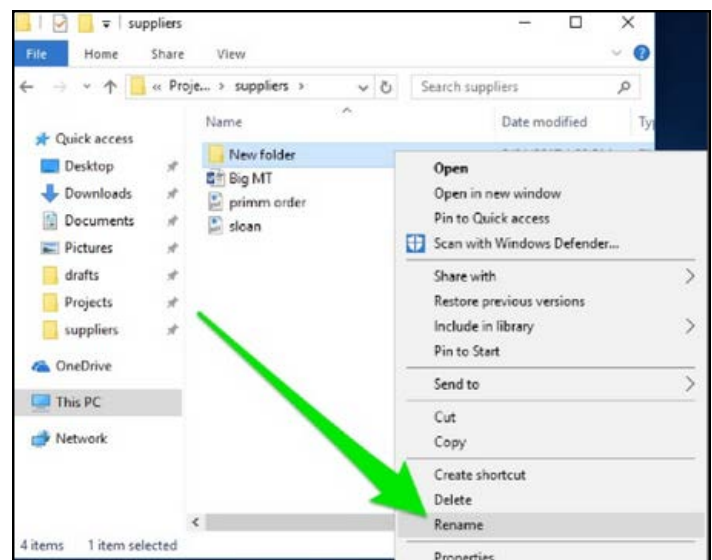 suppliers
File Home Share View
« Proje... > suppliers >
Search suppliers
Name
Date modified
Quick access
Desktop
Downloads
Documents
Pictures
drafts
Projects
suppliers
OneDrive
This PC
Network
New folder
Big MT
primm order
sloan
Open
Open in new window
Pin to Quick access
Scan with Windows Defender...
Share with
Restore previous versions
Include in library
Pin to Start
Send to
Cut
Copy
Create shortcut
Delete
Rename
Properties
4 items 1 item selected